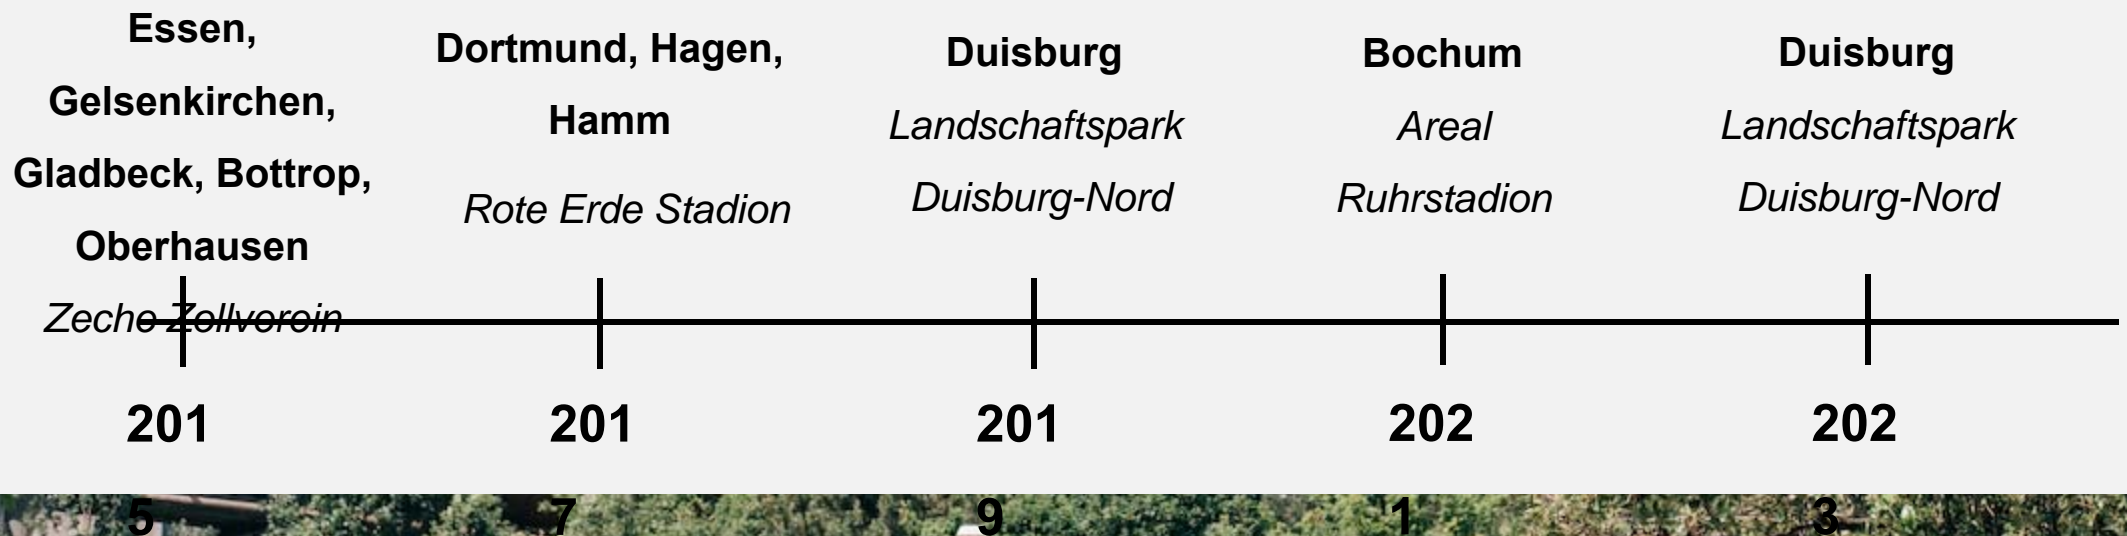 Essen,
Gelsenkirchen,
Gladbeck, Bottrop,
Oberhausen
Zeche Zollverein
201
5
Dortmund, Hagen,
Hamm
Rote Erde Stadion
201
7
Duisburg
Landschaftspark
Duisburg-Nord
201
9
Bochum
Areal
Ruhrstadion
202
1
Duisburg
Landschaftspark
Duisburg-Nord
202
3